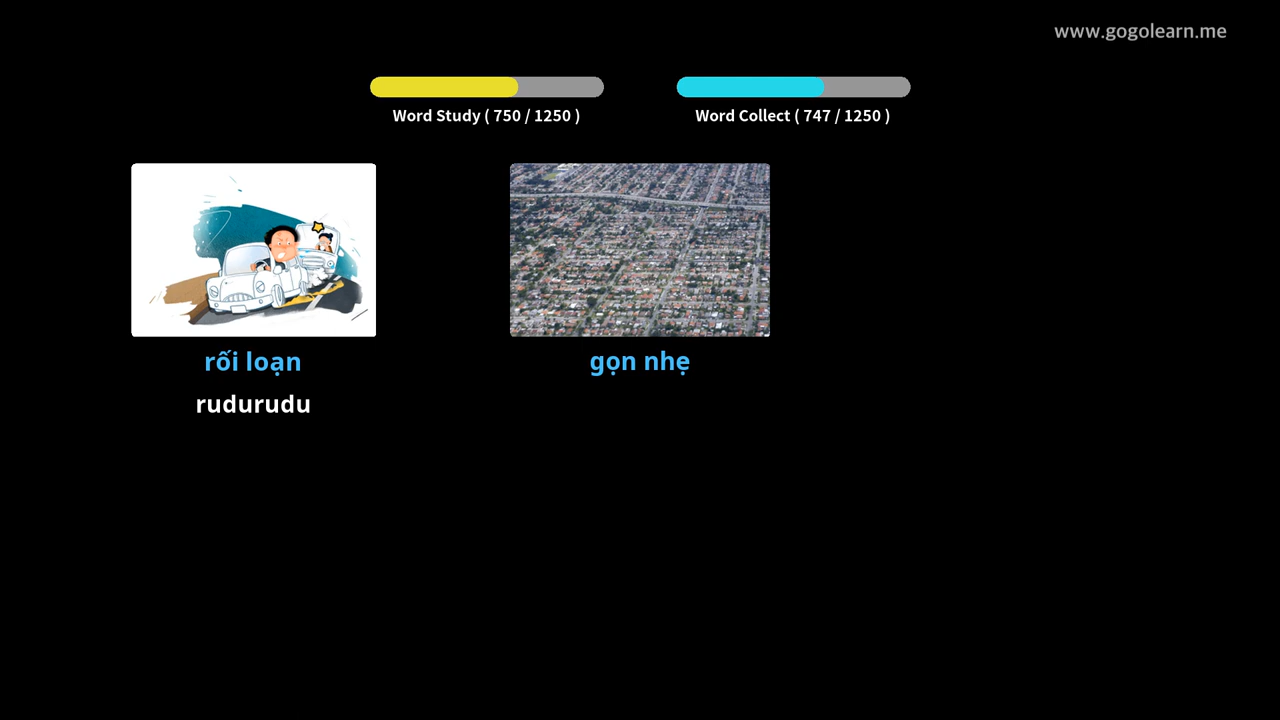 www.gogolearn.me
Word Study ( 750 / 1250 )
Word Collect ( 747 / 1250 )
rối loạn
gọn nhẹ
rudurudu